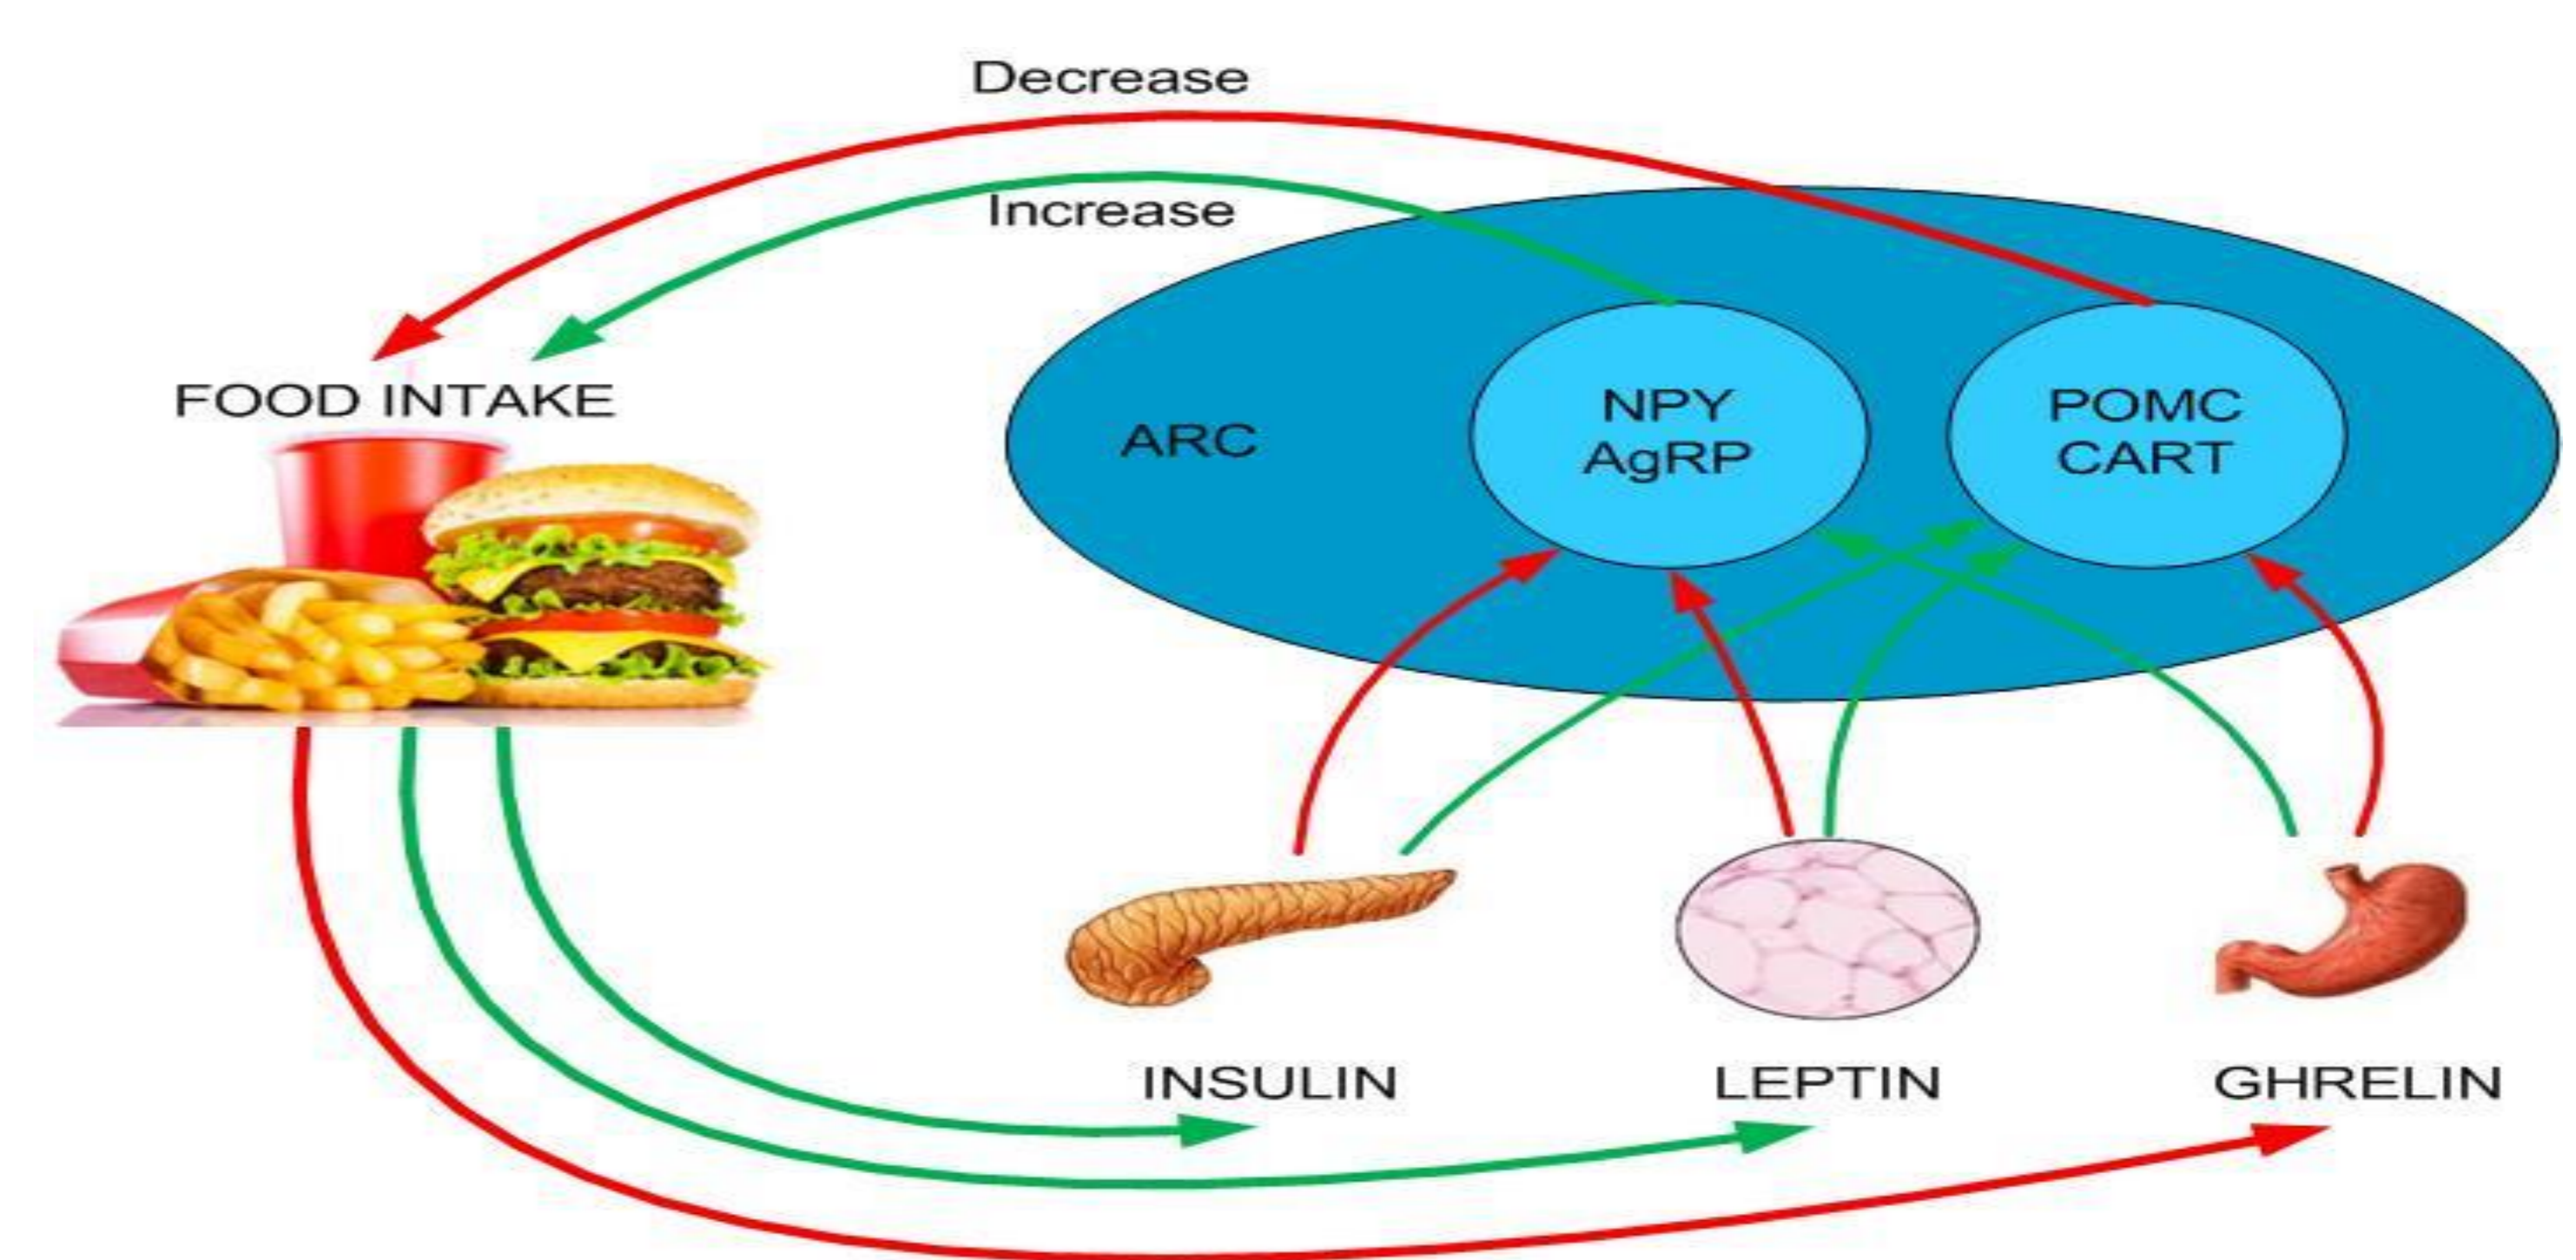 Decrease
Increase
FOOD INTAKE
ARC
NPY
AgRP
POMC
CART
INSULIN
LEPTIN
GHRELIN